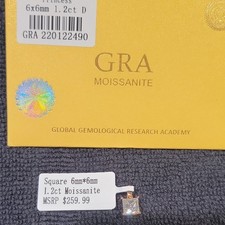 Princess
6x6mm 1.2ct D
GRA 220122490
GRA
MOISSANITE
GLOBAL GEMOLOGICAL RESEARCH ACADEMY
Square 6mm*6mm
1.2ct Moissanite
MSRP $259.99